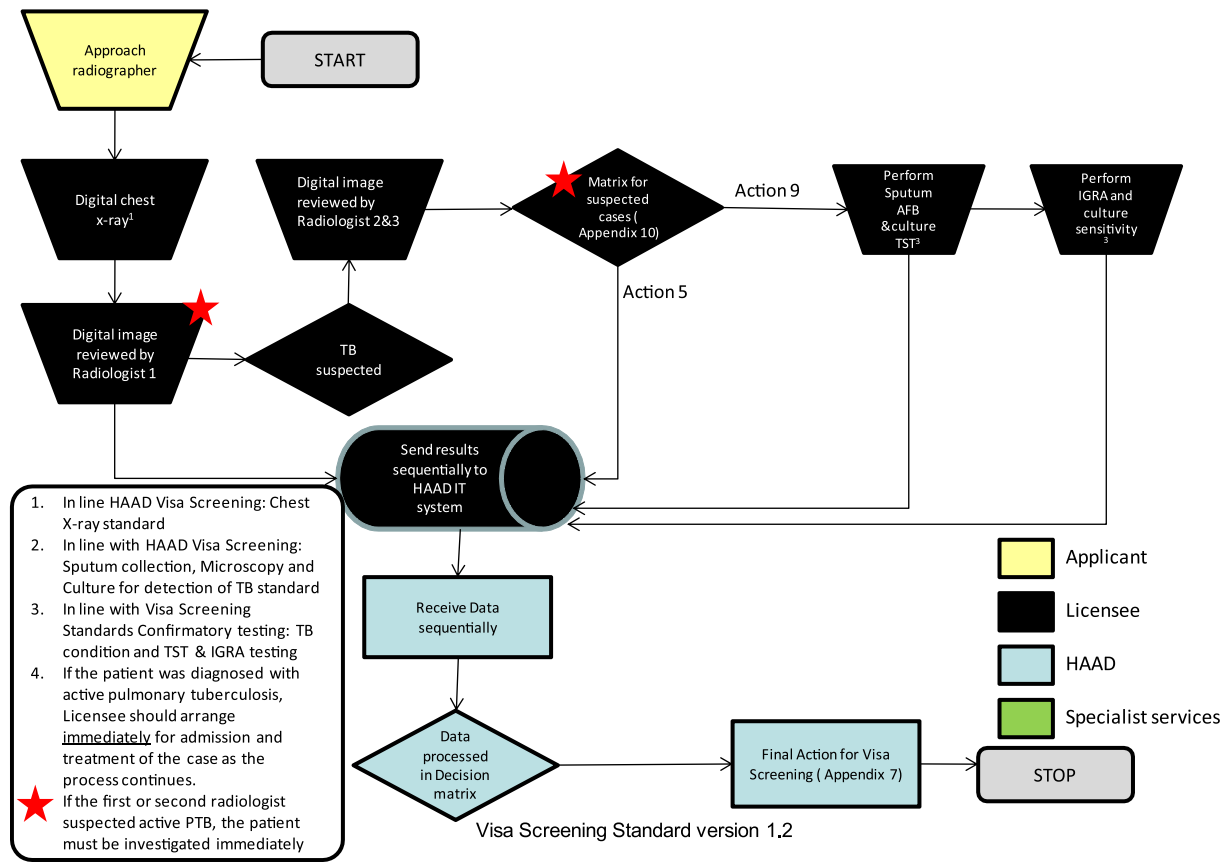 Approach
radiographer
START
Digital chest
x-ray1
Digital image
reviewed by
Radiologist 2&3
Matrix for
suspected
cases (
Appendix 10)
Action 9
Perform
Sputum
AFB
&culture
TST3
Perform
IGRA and
culture
sensitivity
3
Action 5
Digital image
reviewed by
Radiologist 1
TB
suspected
Send results
sequentially to
HAAD IT
system
1. In line HAAD Visa Screening: Chest
X-ray standard
2. In line with HAAD Visa Screening:
Sputum collection, Microscopy and
Culture for detection of TB standard
3. In line with Visa Screening
Standards Confirmatory testing: TB
condition and TST & IGRA testing
4. If the patient was diagnosed with
active pulmonary tuberculosis,
Licensee should arrange
immediately for admission and
treatment of the case as the
process continues.
If the first or second radiologist
suspected active PTB, the patient
must be investigated immediately
Receive Data
sequentially
Data
processed
in Decision
matrix
Final Action for Visa
Screening ( Appendix 7)
STOP
Applicant
Licensee
HAAD
Specialist services
Visa Screening Standard version 1.2